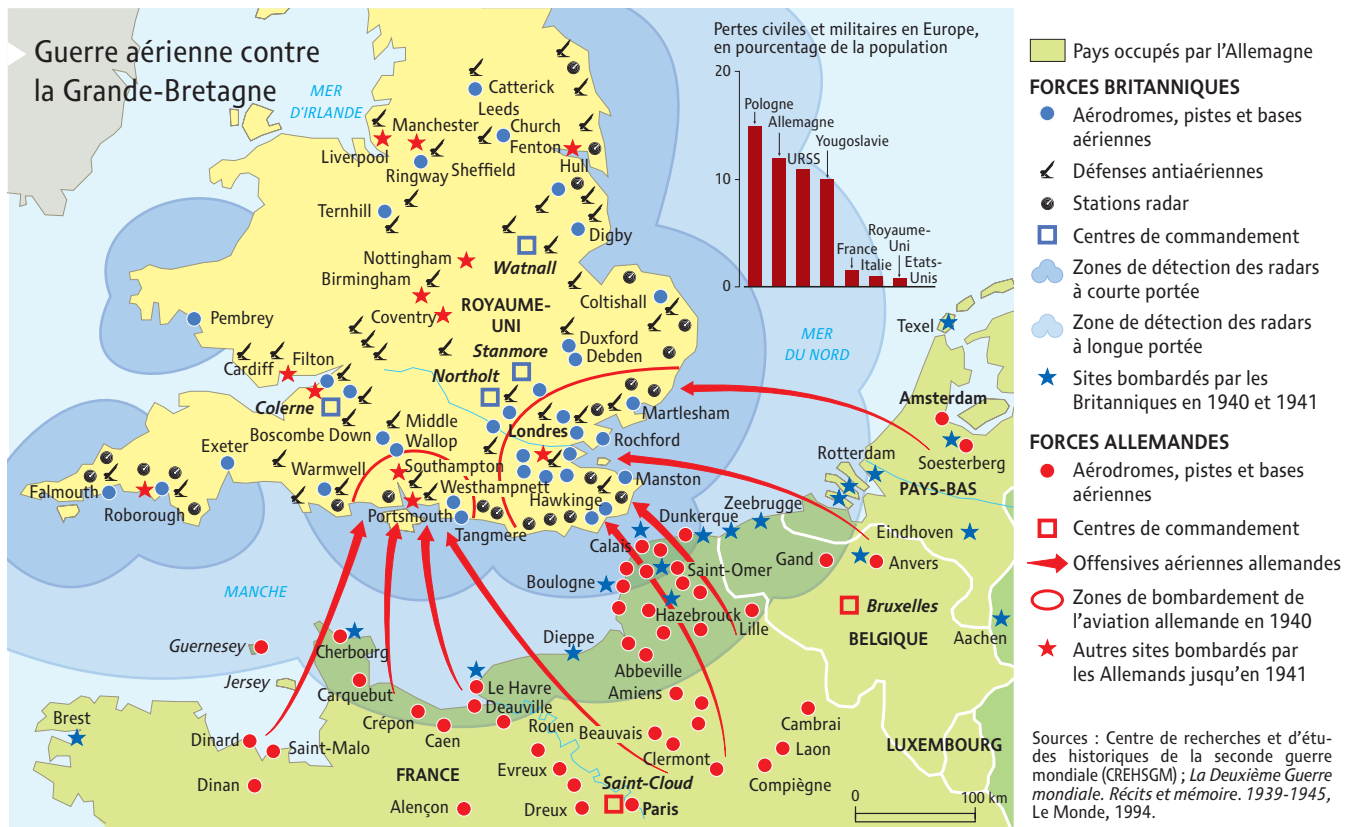 Guerre aérienne contre
la Grande-Bretagne
MER
D'IRLANDE
Catterick
Leeds
Manchester
Church
Fenton
Liverpool
Hull
Ringway
Sheffield
Ternhill
Digby
Nottingham
Watnall
Birmingham
Coltishall
Pembrey
Coventry
ROYAUME-
UNI
Duxford
Debden
Stanmore
Filton
Cardiff
Northolt
Colerne
Martlesham
Middle
Wallop
Boscombe Down
Londres
Rochford
Exeter
Warmwell
Southampton
Westhampnett
Manston
Hawkinge
Falmouth
Roborough
Portsmouth
Tangmere
Pertes civiles et militaires en Europe,
en pourcentage de la population
20
10
0
Pologne
Allemagne
URSS
Yougoslavie
France
Italie
Royaume-
Uni
Etats-
Unis
MER
DU NORD
Texel
Amsterdam
Soesterberg
Rotterdam
PAYS-BAS
Zeebrugge
Dunkerque
Eindhoven
Calais
Gand
Anvers
Saint-Omer
Boulogne
Hazebrouck
Lille
Bruxelles
BELGIQUE
Aachen
MANCHE
Guernesey
Cherbourg
Dieppe
Jersey
Abbeville
Carquebut
Le Havre
Deauville
Amiens
Brest
Crépon
Caen
Rouen
Beauvais
Cambrai
Dinard
Saint-Malo
Clermont
Laon
LUXEMBOURG
Dinan
FRANCE
Evreux
Saint-Cloud
Compiègne
Alençon
Dreux
Paris
0
100 km
Pays occupés par l'Allemagne
FORCES BRITANNIQUES
Aérodromes, pistes et bases
aériennes
Défenses antiaériennes
Stations radar
Centres de commandement
Zones de détection des radars
à courte portée
Zone de détection des radars
à longue portée
Sites bombardés par les
Britanniques en 1940 et 1941
FORCES ALLEMANDES
Aérodromes, pistes et bases
aériennes
Centres de commandement
Offensives aériennes allemandes
Zones de bombardement de
l'aviation allemande en 1940
Autres sites bombardés par
les Allemands jusqu'en 1941
Sources : Centre de recherches et d'étu-
des historiques de la seconde guerre
mondiale (CREHSGM) ; La Deuxième Guerre
mondiale. Récits et mémoire. 1939-1945,
Le Monde, 1994.